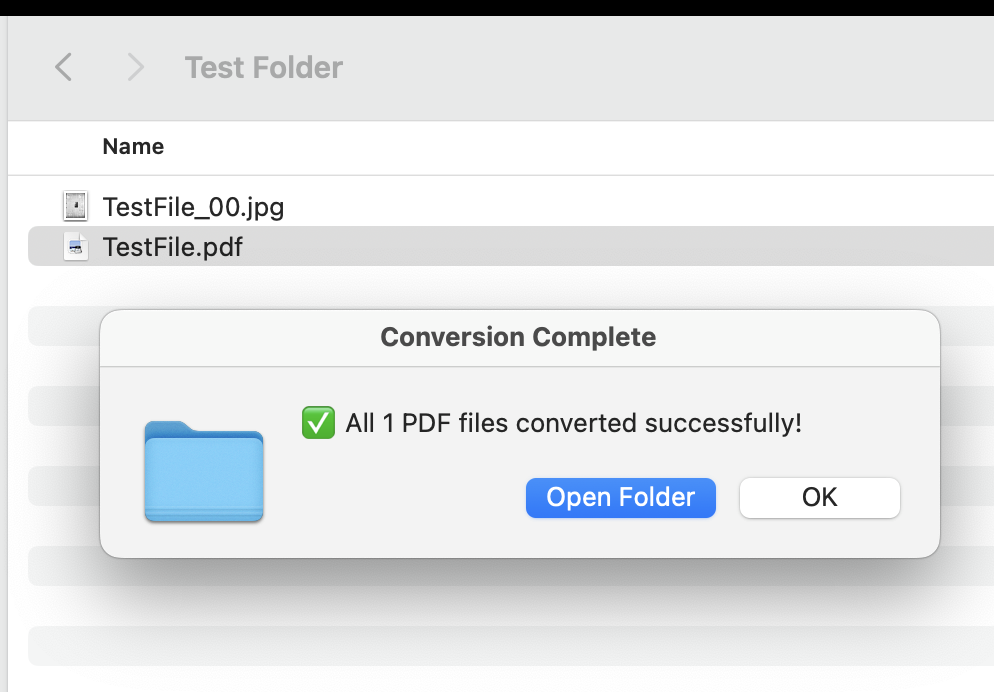 Test Folder
Name
TestFile_00.jpg
TestFile.pdf
Conversion Complete
✅ All 1 PDF files converted successfully!
Open Folder
OK